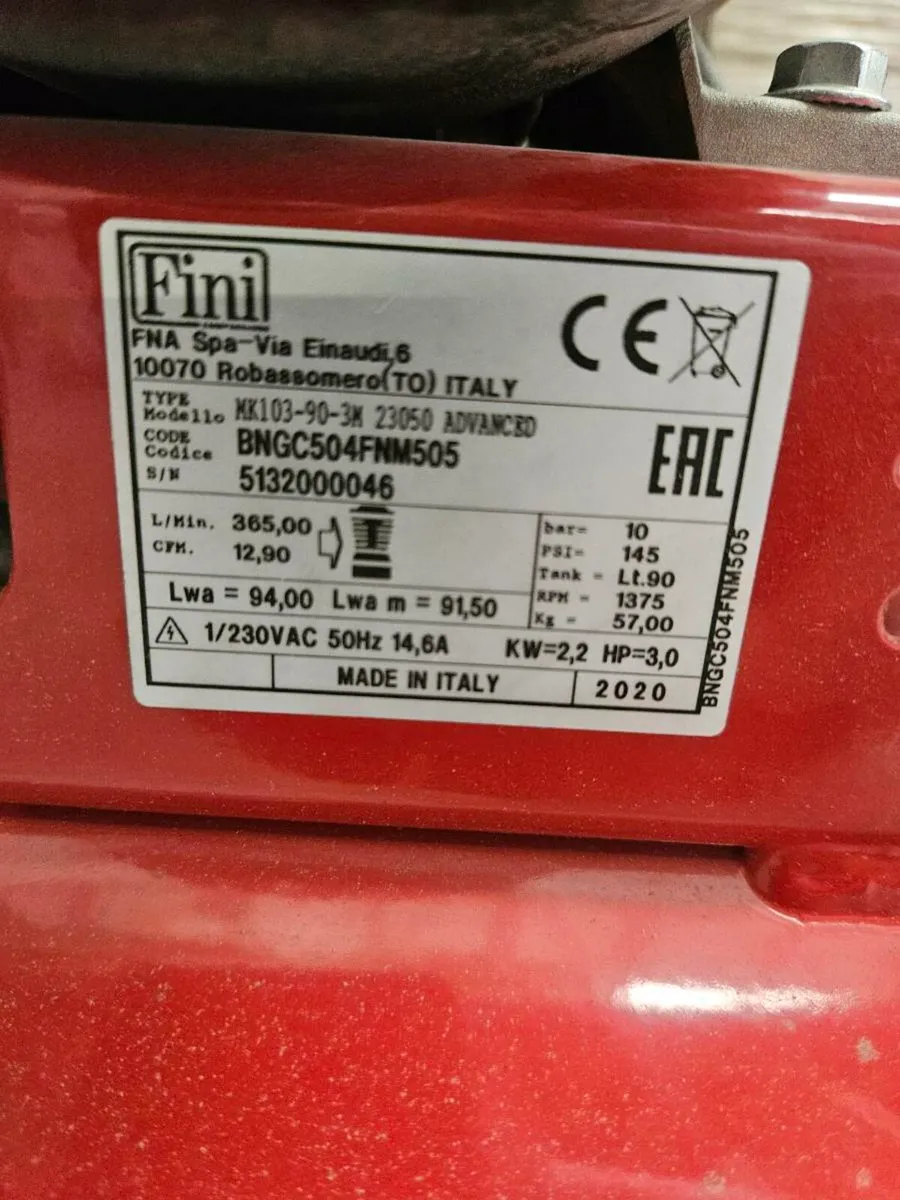 Fini
FNA Spa-Via Einaudi,6
10070 Robassomero(TO) ITALY
CE
TYPE
Modello MK103-90-3M 23050 ADVANCED
CODE
Codice BNGC504FNM505
S/N 5132000046
EAC
L/Min. 365,00
CFM. 12,90
bar= 10
PSI= 145
Tank = Lt.90
RPM = 1375
Kg = 57,00
Lwa = 94,00 Lwa m = 91,50
1/230VAC 50Hz 14,6A KW=2,2 HP=3,0
MADE IN ITALY 2020
BNGC504FNM505